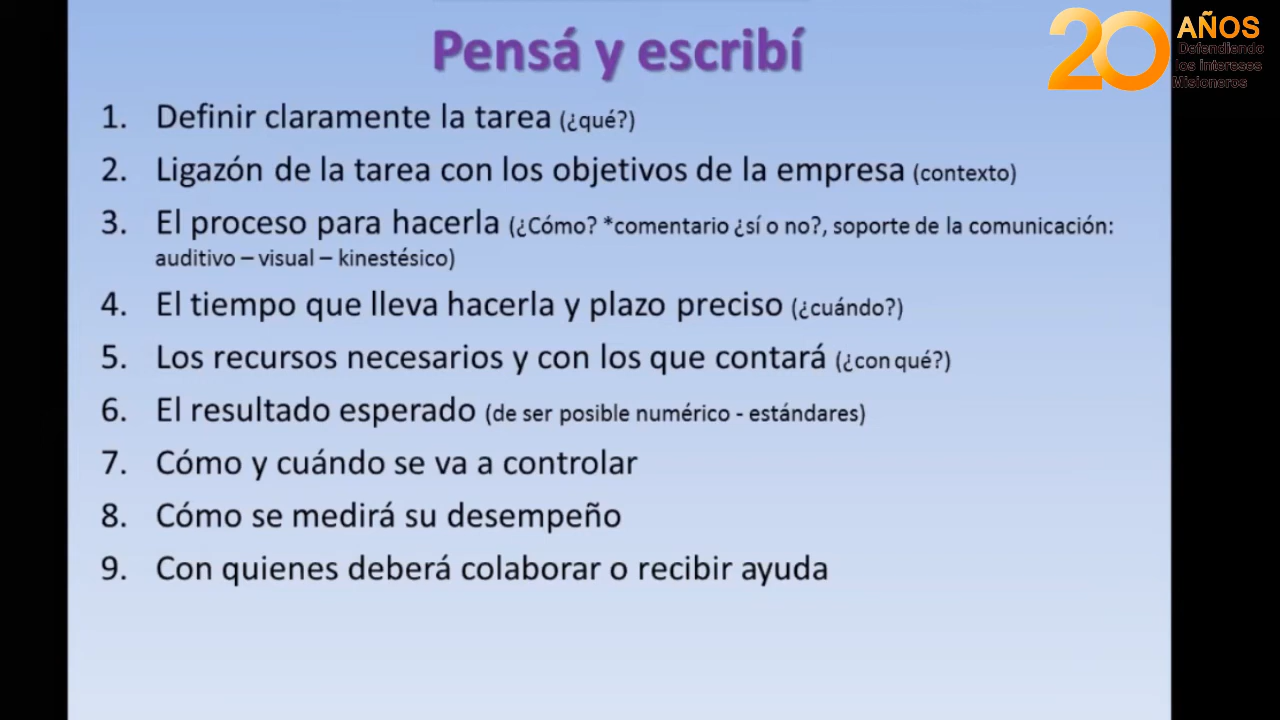 Pensá y escribí
20 AÑOS
Defendiendo
los intereses
Misioneros
1. Definir claramente la tarea (¿qué?)
2. Ligazón de la tarea con los objetivos de la empresa (contexto)
3. El proceso para hacerla (¿Cómo? *comentario ¿sí o no?, soporte de la comunicación:
auditivo – visual – kinestésico)
4. El tiempo que lleva hacerla y plazo preciso (¿cuándo?)
5. Los recursos necesarios y con los que contará (¿con qué?)
6. El resultado esperado (de ser posible numérico - estándares)
7. Cómo y cuándo se va a controlar
8. Cómo se medirá su desempeño
9. Con quienes deberá colaborar o recibir ayuda